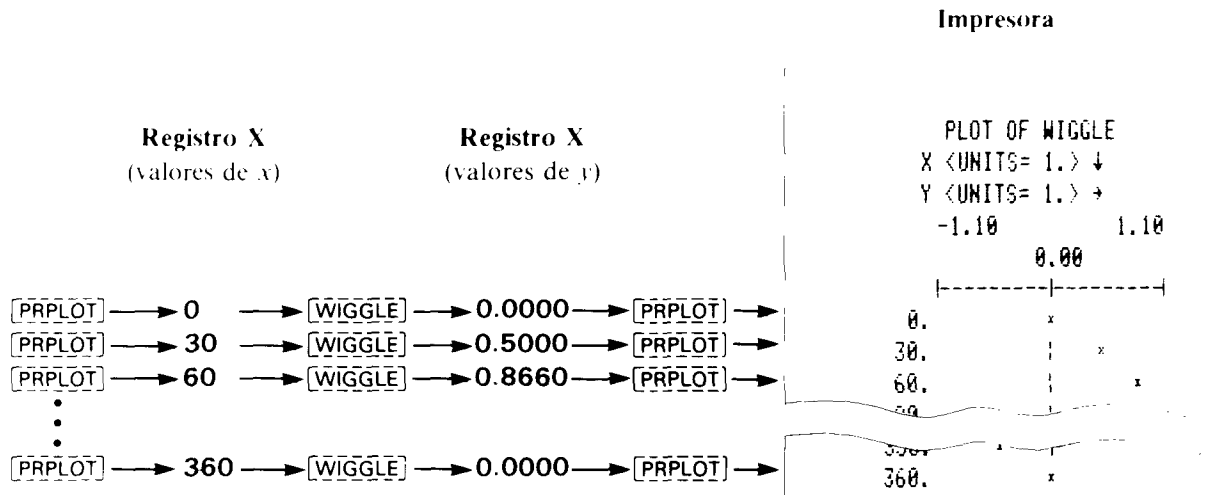 Impresora
Registro X
(valores de x)
Registro X
(valores de y)
PLOT OF WIGGLE
X <UNITS= 1.> ↓
Y <UNITS= 1.> →
-1.10 1.10
0.00
|---------|---------|
PRPLOT → 0 → WIGGLE → 0.0000 → PRPLOT → 0. x
PRPLOT → 30 → WIGGLE → 0.5000 → PRPLOT → 30. ¦ x
PRPLOT → 60 → WIGGLE → 0.8660 → PRPLOT → 60. ¦ x
PRPLOT → 360 → WIGGLE → 0.0000 → PRPLOT → 360. x